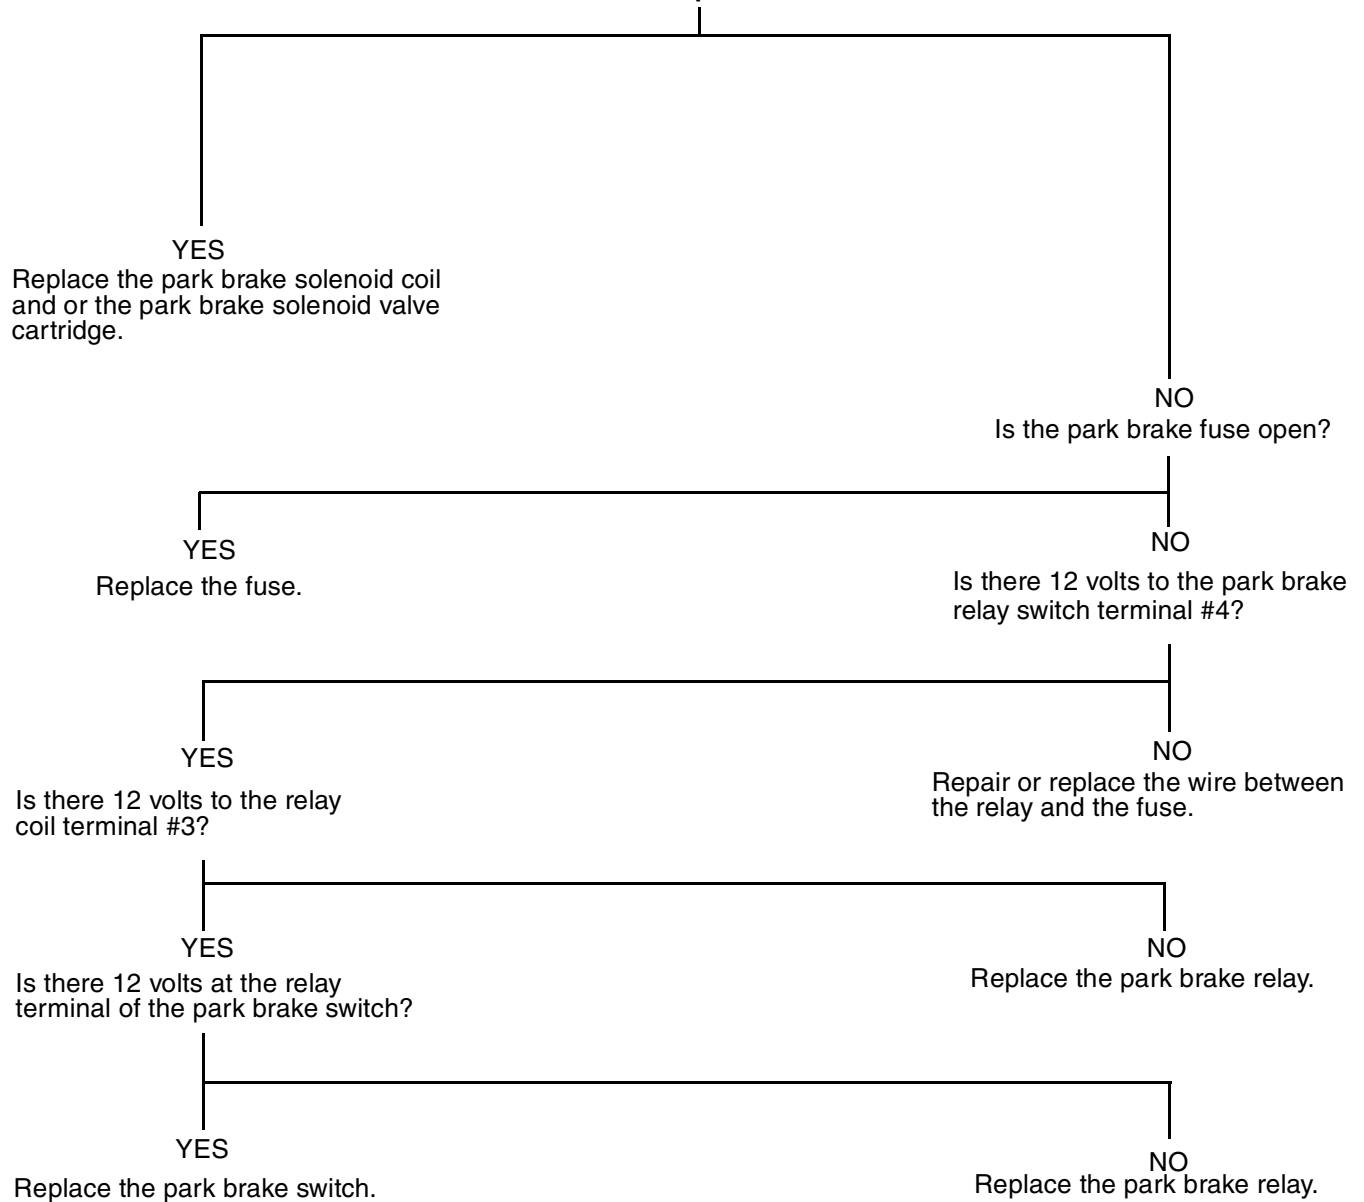 YES
Replace the park brake solenoid coil
and or the park brake solenoid valve
cartridge.
NO
Is the park brake fuse open?
YES
Replace the fuse.
NO
Is there 12 volts to the park brake
relay switch terminal #4?
YES
Is there 12 volts to the relay
coil terminal #3?
NO
Repair or replace the wire between
the relay and the fuse.
YES
Is there 12 volts at the relay
terminal of the park brake switch?
NO
Replace the park brake relay.
YES
Replace the park brake switch.
NO
Replace the park brake relay.